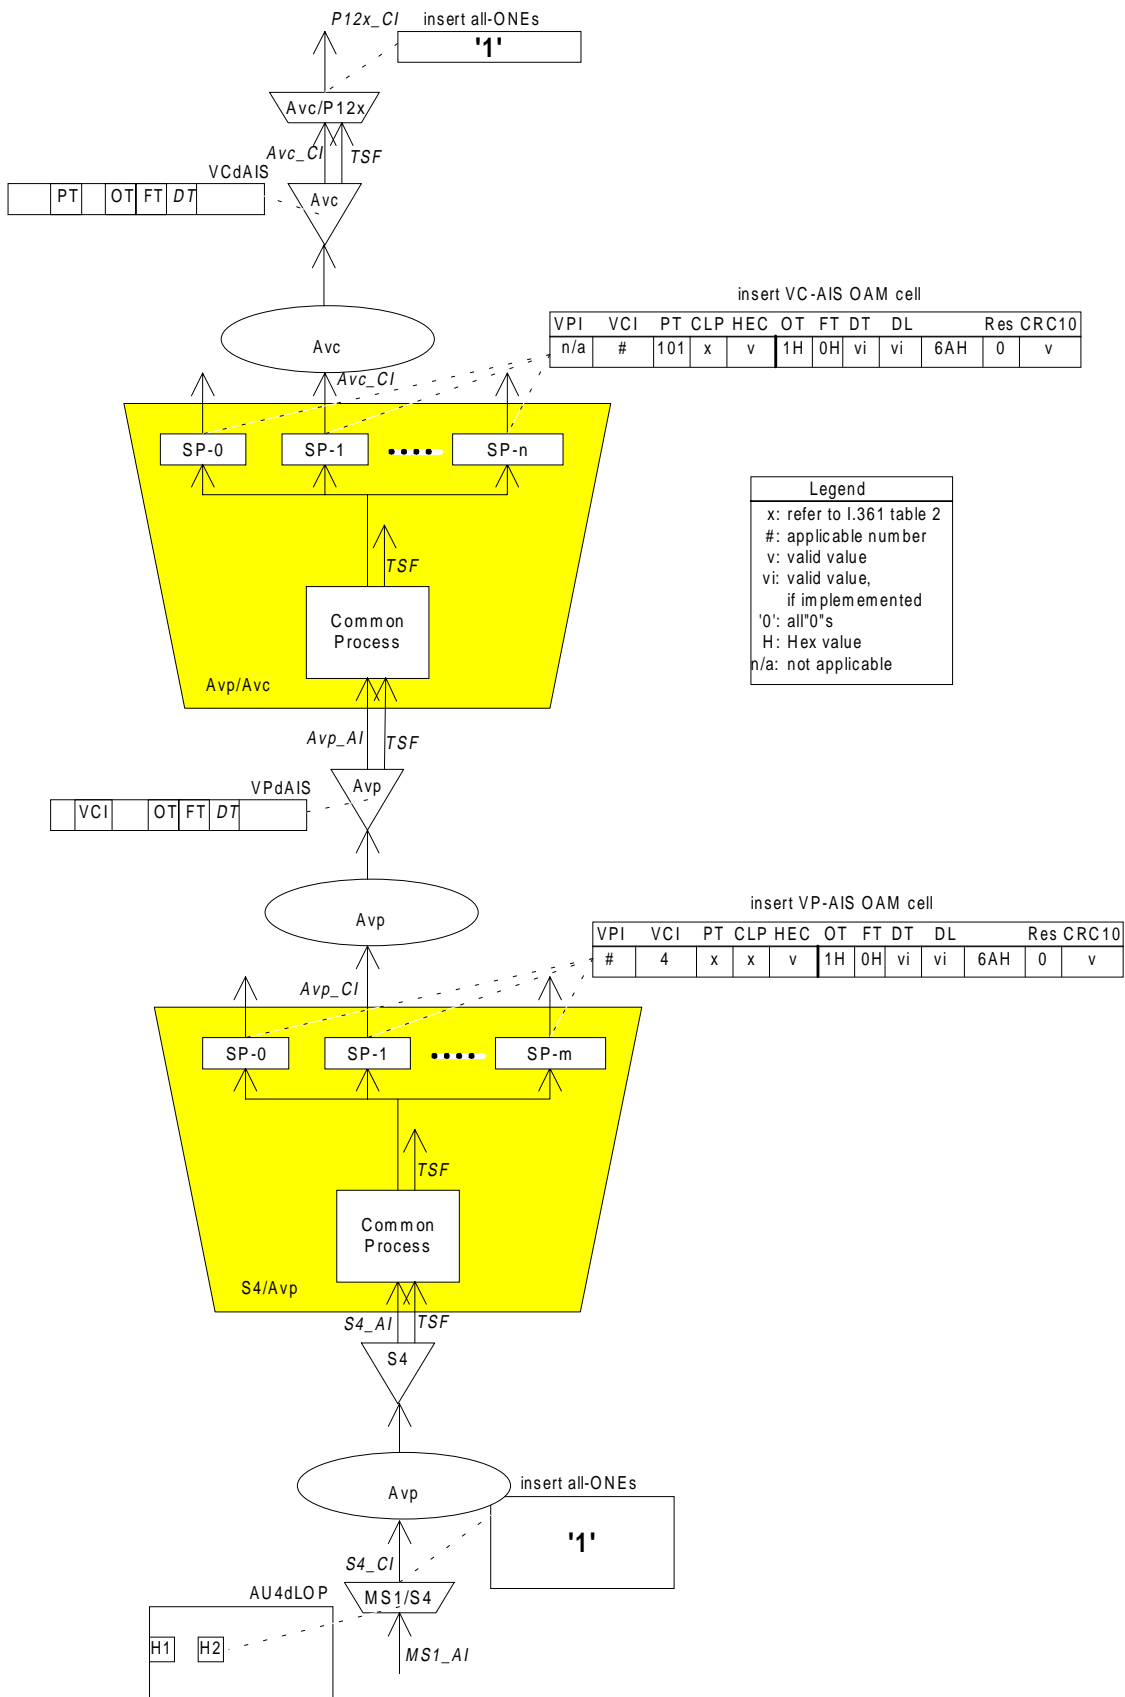 P12x_CI insert all-ONEs
'1'
Avc/P12x
Avc_CI TSF
VCdAIS
PT OT FT DT
Avc
insert VC-AIS OAM cell
VPI VCI PT CLP HEC OT FT DT DL Res CRC10
n/a # 101 x v 1H 0H vi vi 6AH 0 v
Avc
Avc_CI
SP-0 SP-1 SP-n
Legend
x: refer to I.361 table 2
#: applicable number
v: valid value
vi: valid value,
if implemented
'0': all"0"s
H: Hex value
n/a: not applicable
TSF
Common
Process
Avp/Avc
Avp_AI TSF
VPdAIS
VCI OT FT DT
Avp
insert VP-AIS OAM cell
VPI VCI PT CLP HEC OT FT DT DL Res CRC10
# 4 x x v 1H 0H vi vi 6AH 0 v
Avp
Avp_CI
SP-0 SP-1 SP-m
TSF
Common
Process
S4/Avp
S4_AI TSF
S4
Avp
insert all-ONEs
'1'
S4_CI
AU4dLOP
MS1/S4
H1 H2
MS1_AI